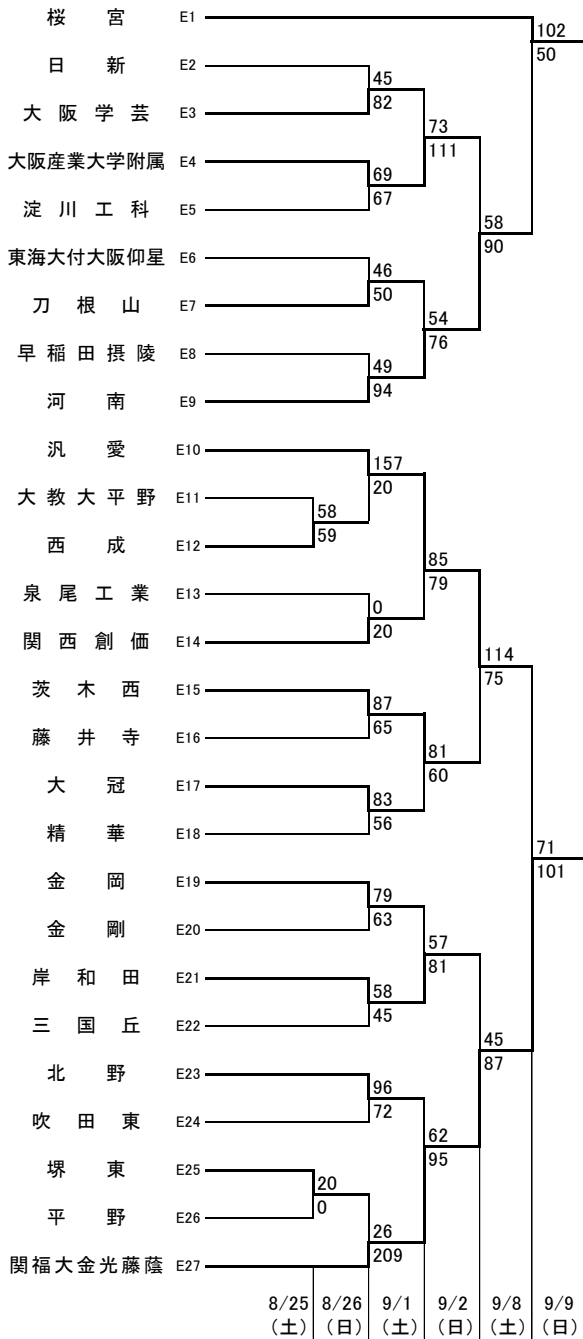 桜宮 E1
102
50
日新 E2
45
82
大阪学芸 E3
73
111
大阪産業大学附属 E4
69
67
淀川工科 E5
58
90
東海大付大阪仰星 E6
46
50
刀根山 E7
54
76
早稲田摂陵 E8
49
94
河南 E9
汎愛 E10
157
20
大教大平野 E11
58
59
西成 E12
85
79
泉尾工業 E13
0
20
関西創価 E14
114
75
茨木西 E15
87
65
藤井寺 E16
81
60
大冠 E17
83
56
精華 E18
71
101
金岡 E19
79
63
金剛 E20
57
81
岸和田 E21
58
45
三国丘 E22
45
87
北野 E23
96
72
吹田東 E24
62
95
堺東 E25
20
0
平野 E26
26
209
関福大金光藤蔭 E27
8/25 8/26 9/1 9/2 9/8 9/9
(土) (日) (土) (日) (土) (日)